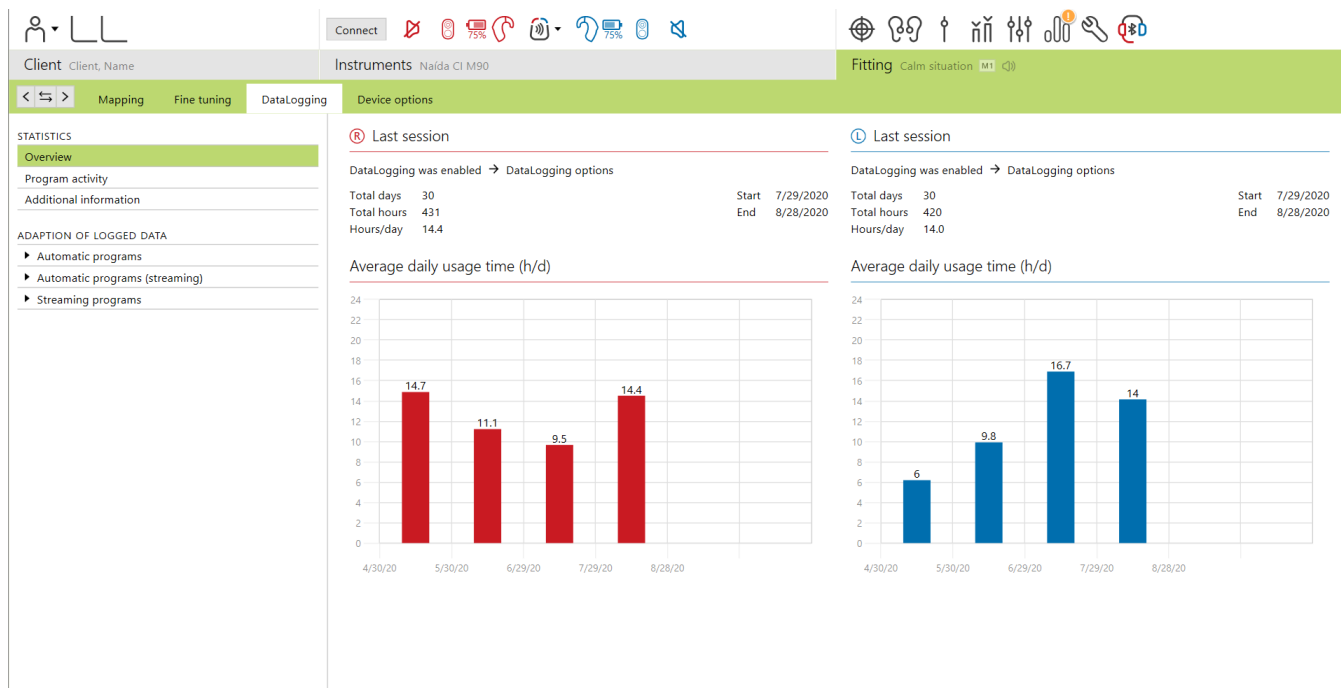 Connect
75%
75%
Client Client, Name
Instruments Naída CI M90
Fitting Calm situation M1
Mapping Fine tuning DataLogging Device options
STATISTICS
Overview
Program activity
Additional information
ADAPTION OF LOGGED DATA
Automatic programs
Automatic programs (streaming)
Streaming programs
R Last session
DataLogging was enabled → DataLogging options
Total days 30 Start 7/29/2020
Total hours 431 End 8/28/2020
Hours/day 14.4
Average daily usage time (h/d)
24
22
20
18
16
14
12
10
8
6
4
2
0
14.7
11.1
9.5
14.4
4/30/20 5/30/20 6/29/20 7/29/20 8/28/20
L Last session
DataLogging was enabled → DataLogging options
Total days 30 Start 7/29/2020
Total hours 420 End 8/28/2020
Hours/day 14.0
Average daily usage time (h/d)
24
22
20
18
16
14
12
10
8
6
4
2
0
6
9.8
16.7
14
4/30/20 5/30/20 6/29/20 7/29/20 8/28/20